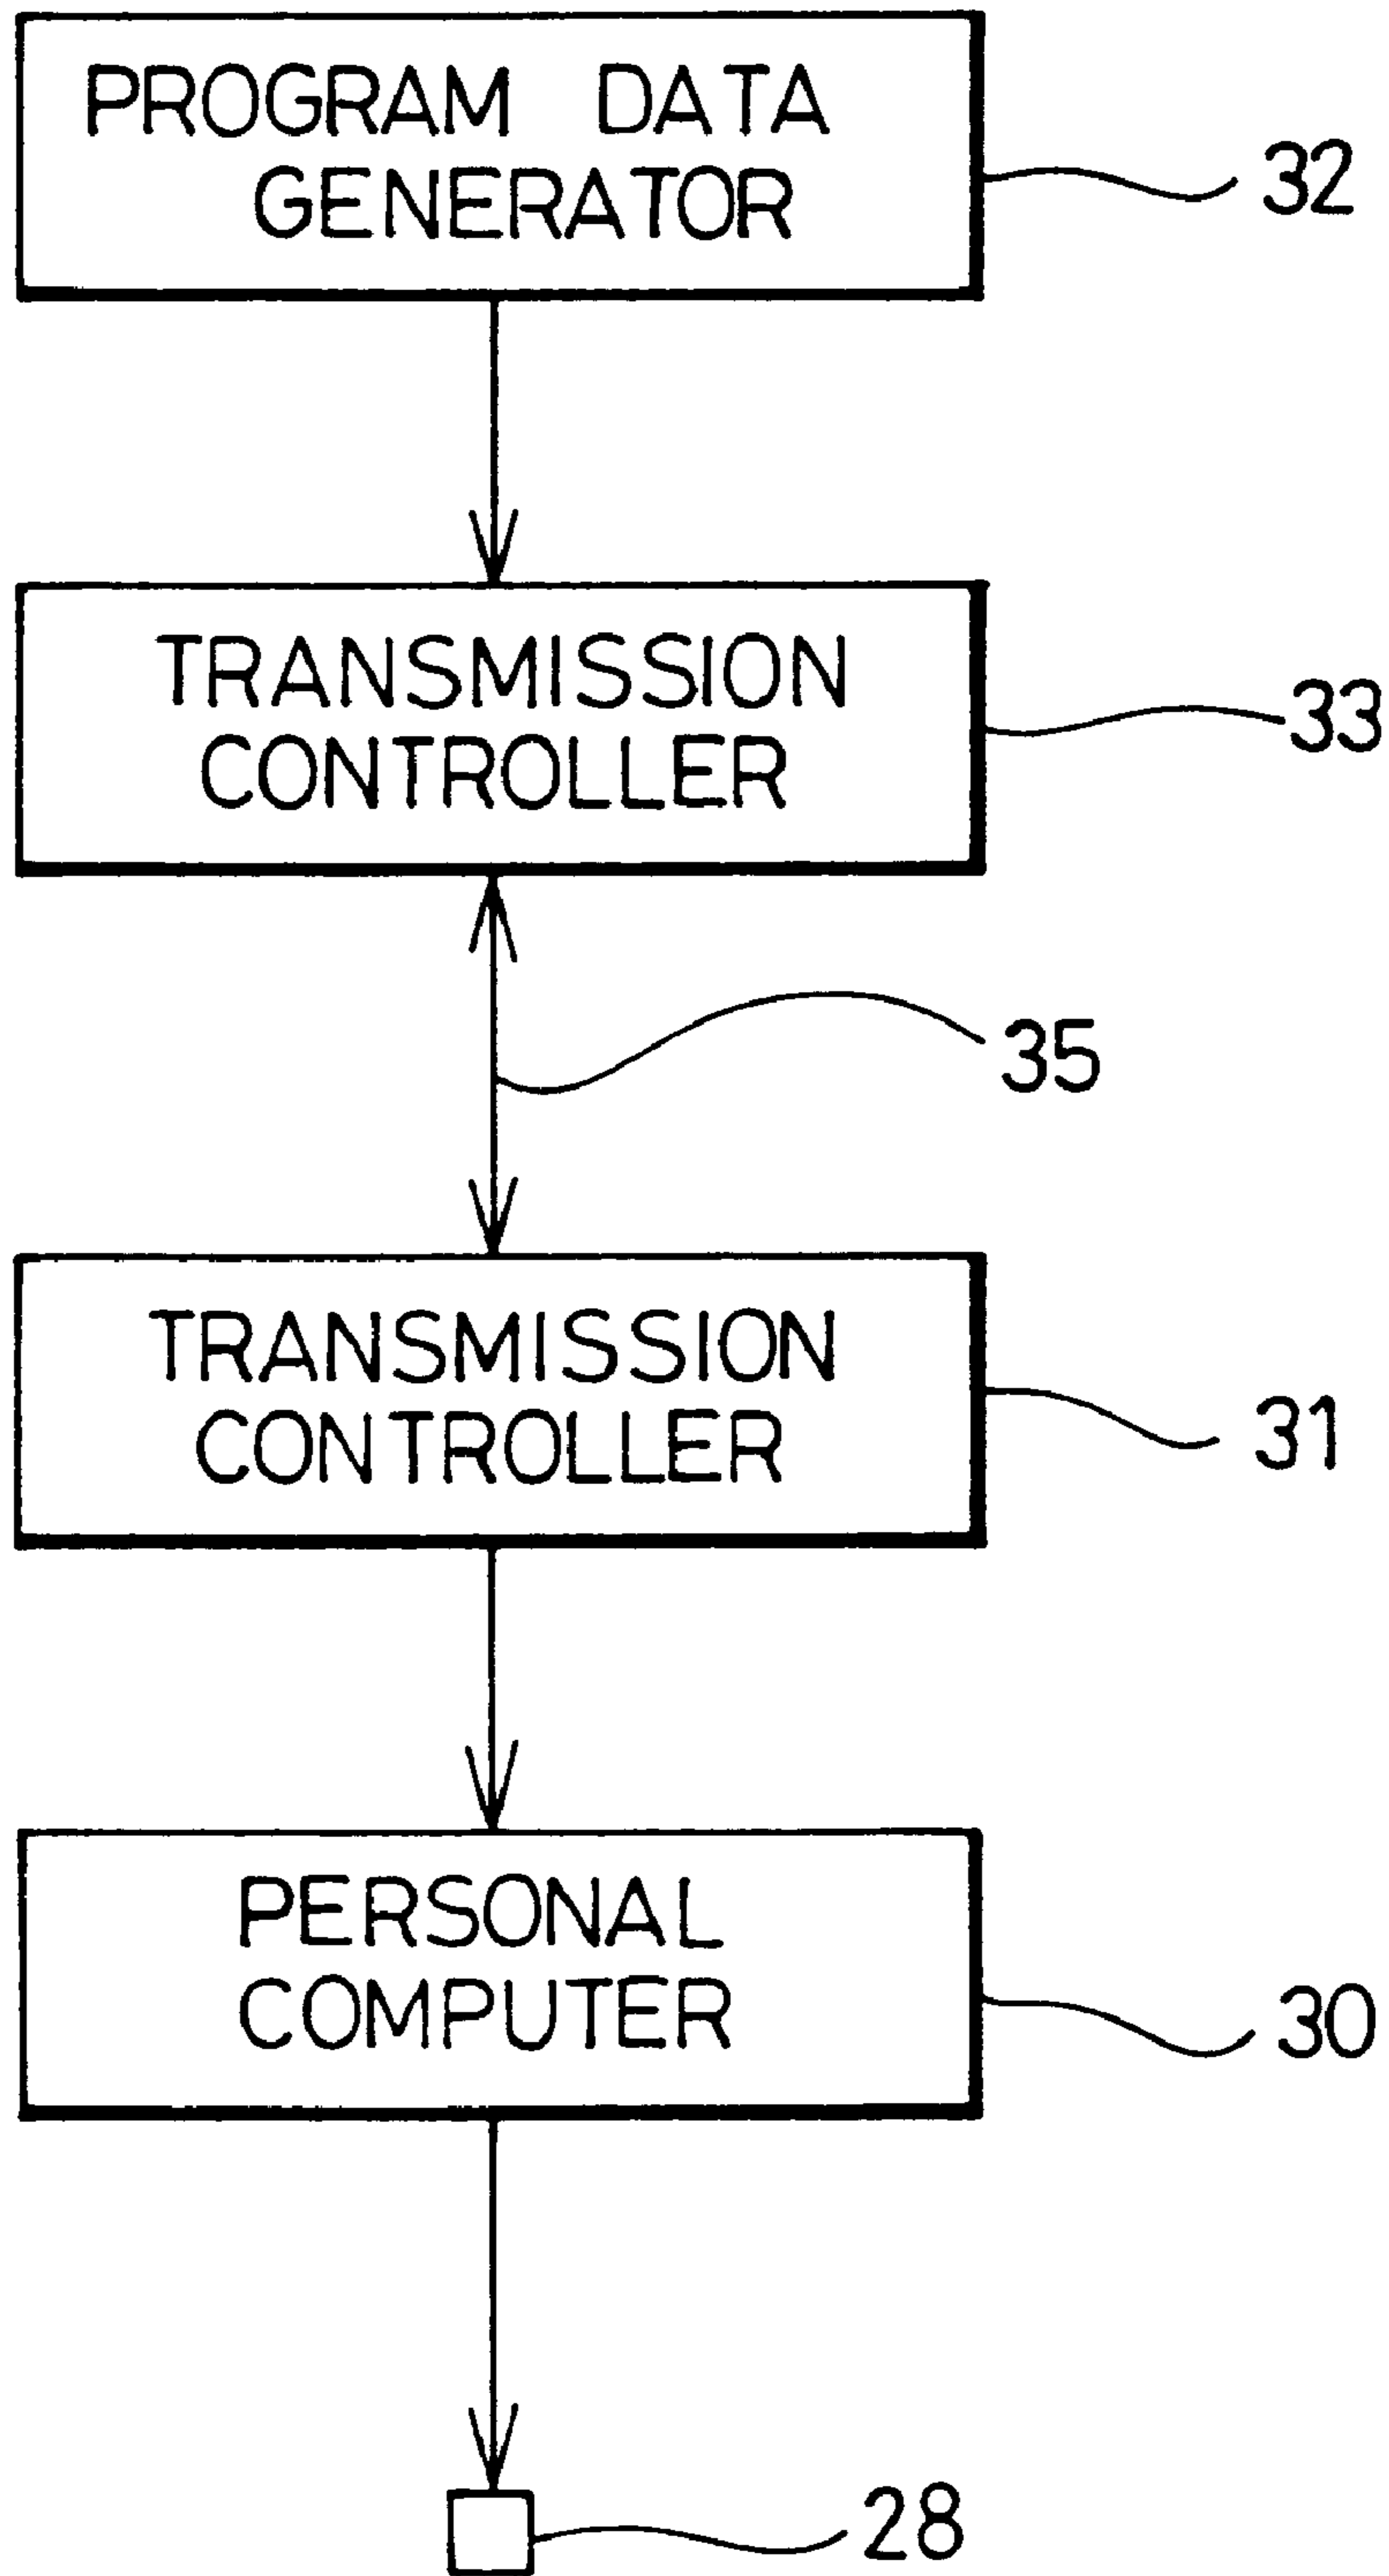 PROGRAM DATA
GENERATOR
32
TRANSMISSION
CONTROLLER
33
35
TRANSMISSION
CONTROLLER
31
PERSONAL
COMPUTER
30
28